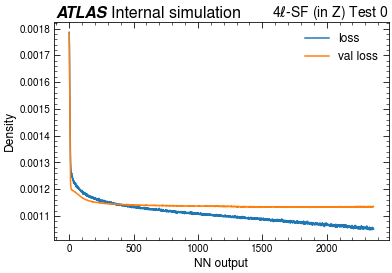 ATLAS Internal simulation 4ℓ-SF (in Z) Test 0
0.0018
0.0017
0.0016
0.0015
0.0014
0.0013
0.0012
0.0011
Density
loss
val loss
0 500 1000 1500 2000
NN output